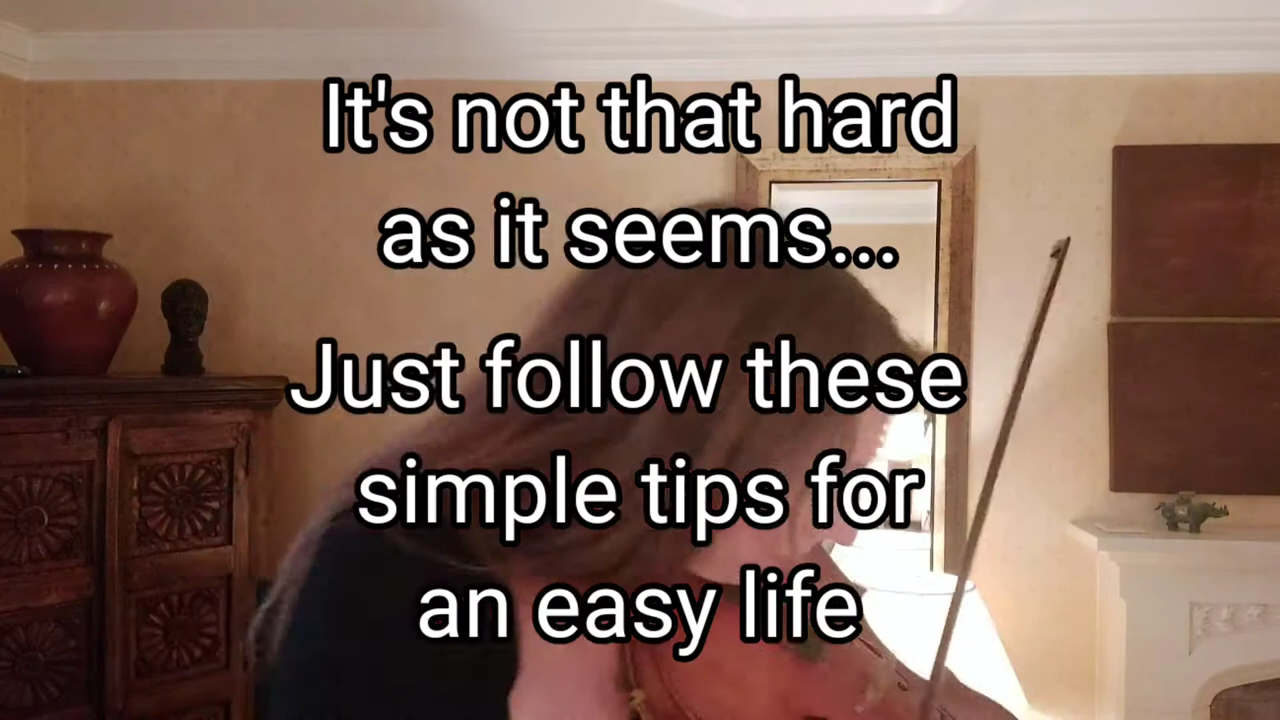 It's not that hard
as it seems...
Just follow these
simple tips for
an easy life